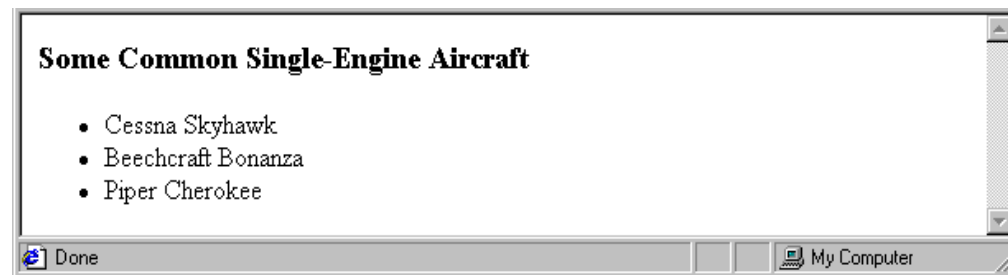 Some Common Single-Engine Aircraft
Cessna Skyhawk
Beechcraft Bonanza
Piper Cherokee
Done
My Computer